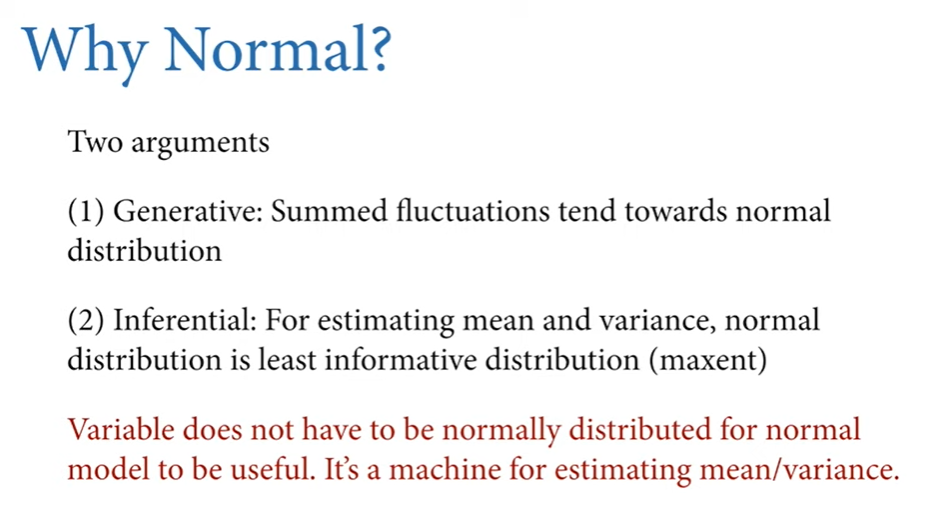 Why Normal?
Two arguments
(1) Generative: Summed fluctuations tend towards normal
distribution
(2) Inferential: For estimating mean and variance, normal
distribution is least informative distribution (maxent)
Variable does not have to be normally distributed for normal
model to be useful. It’s a machine for estimating mean/variance.